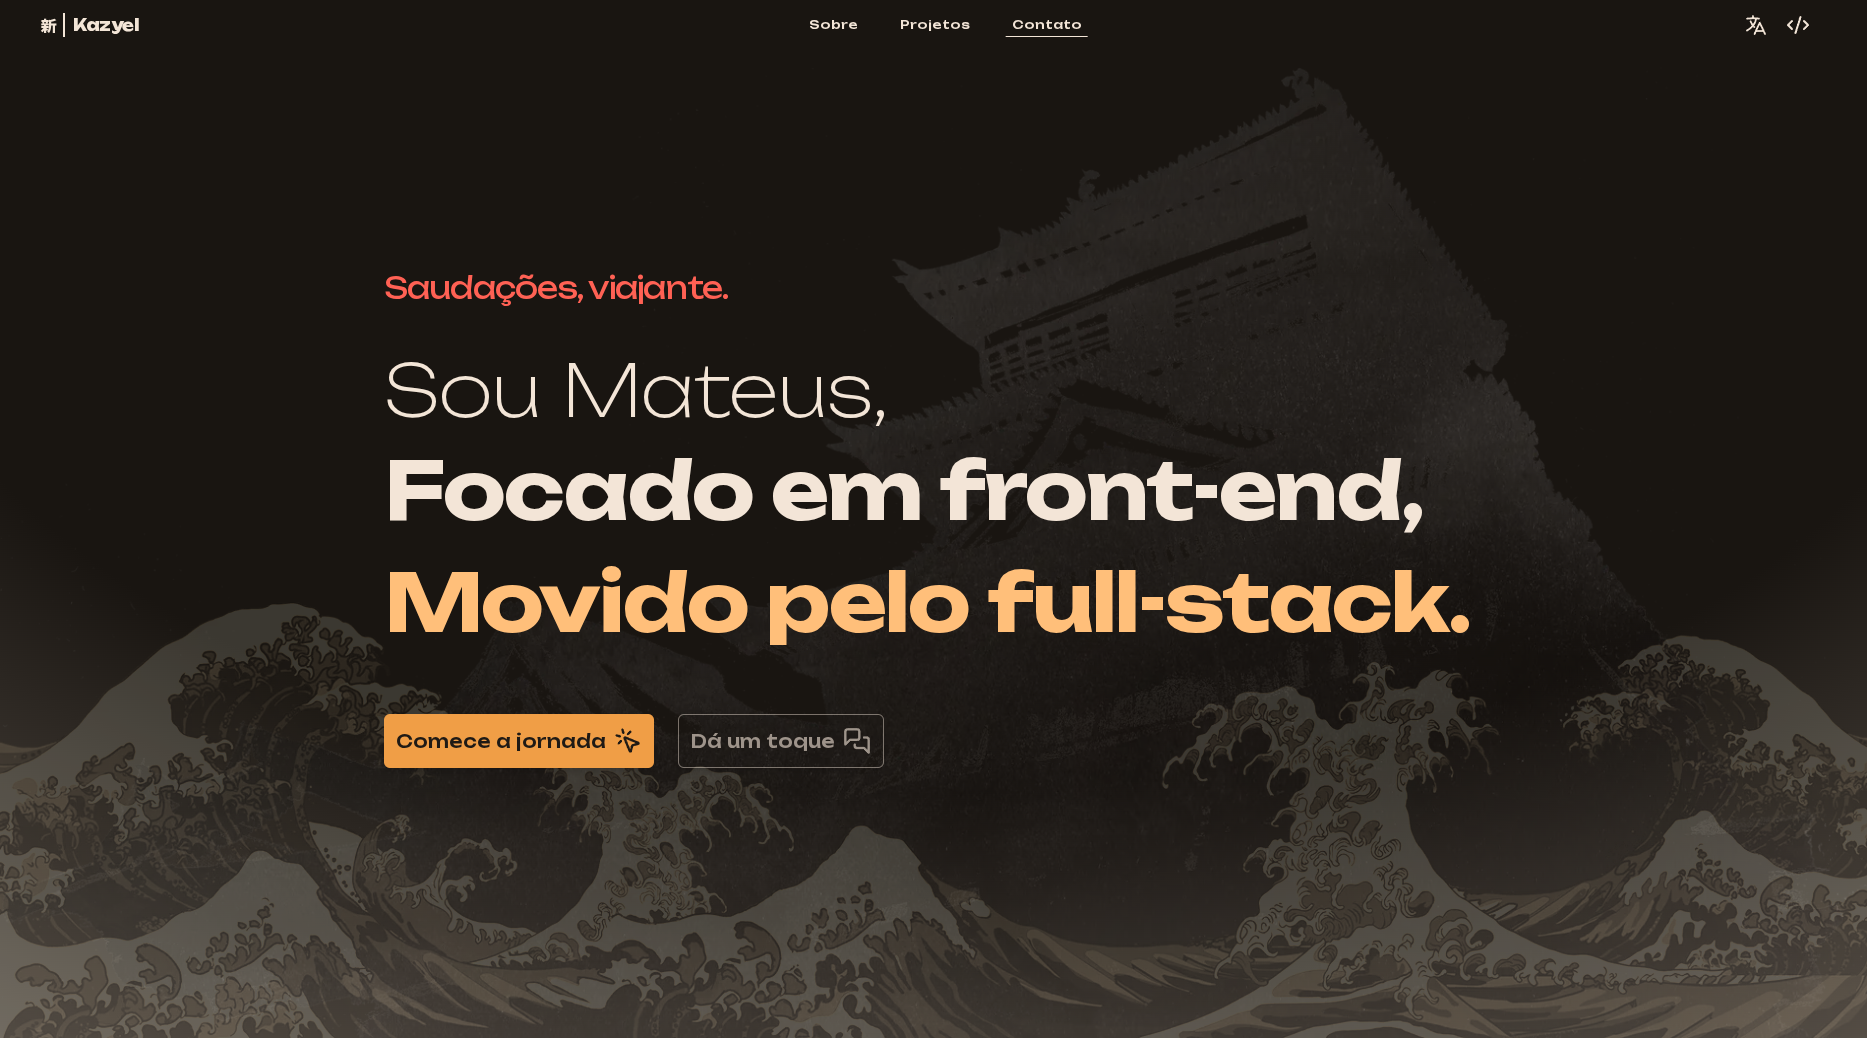 新 Kazyel
Sobre Projetos Contato
Saudações, viajante.
Sou Mateus,
Focado em front-end,
Movido pelo full-stack.
Comece a jornada
Dá um toque